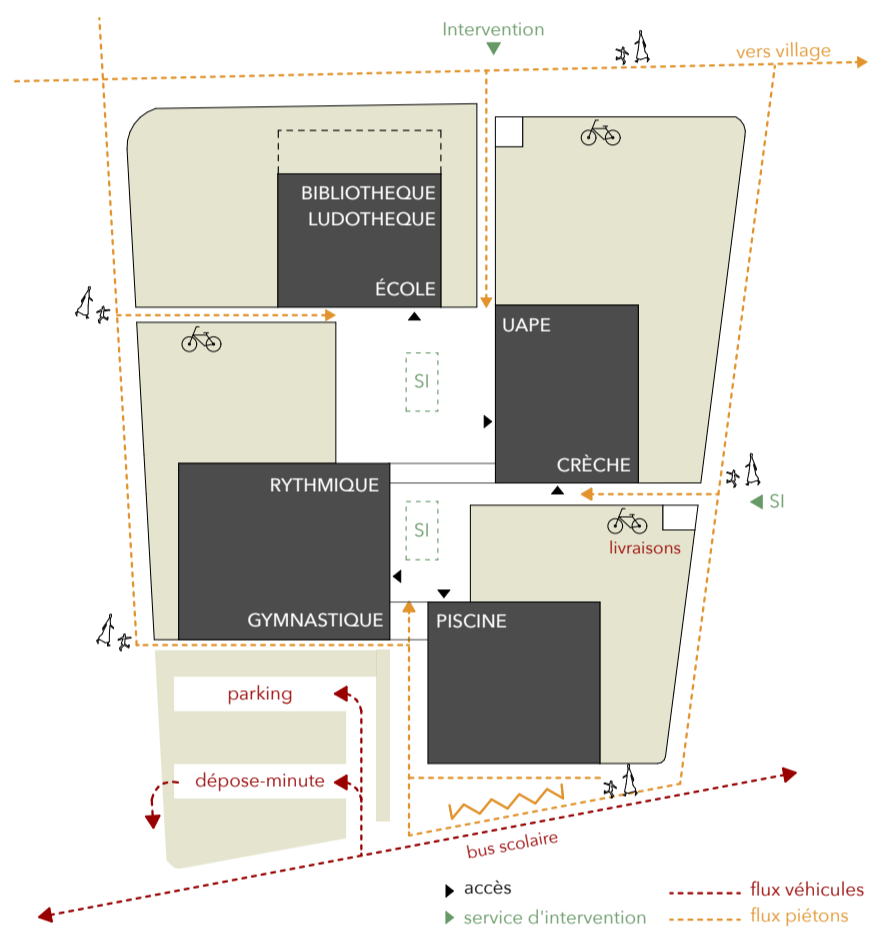 Intervention
vers village
BIBLIOTHEQUE
LUDOTHEQUE
ÉCOLE
UAPE
SI
CRÈCHE
RYTHMIQUE
SI
SI
livraisons
GYMNASTIQUE
PISCINE
parking
dépose-minute
bus scolaire
accès
flux véhicules
service d'intervention
flux piétons